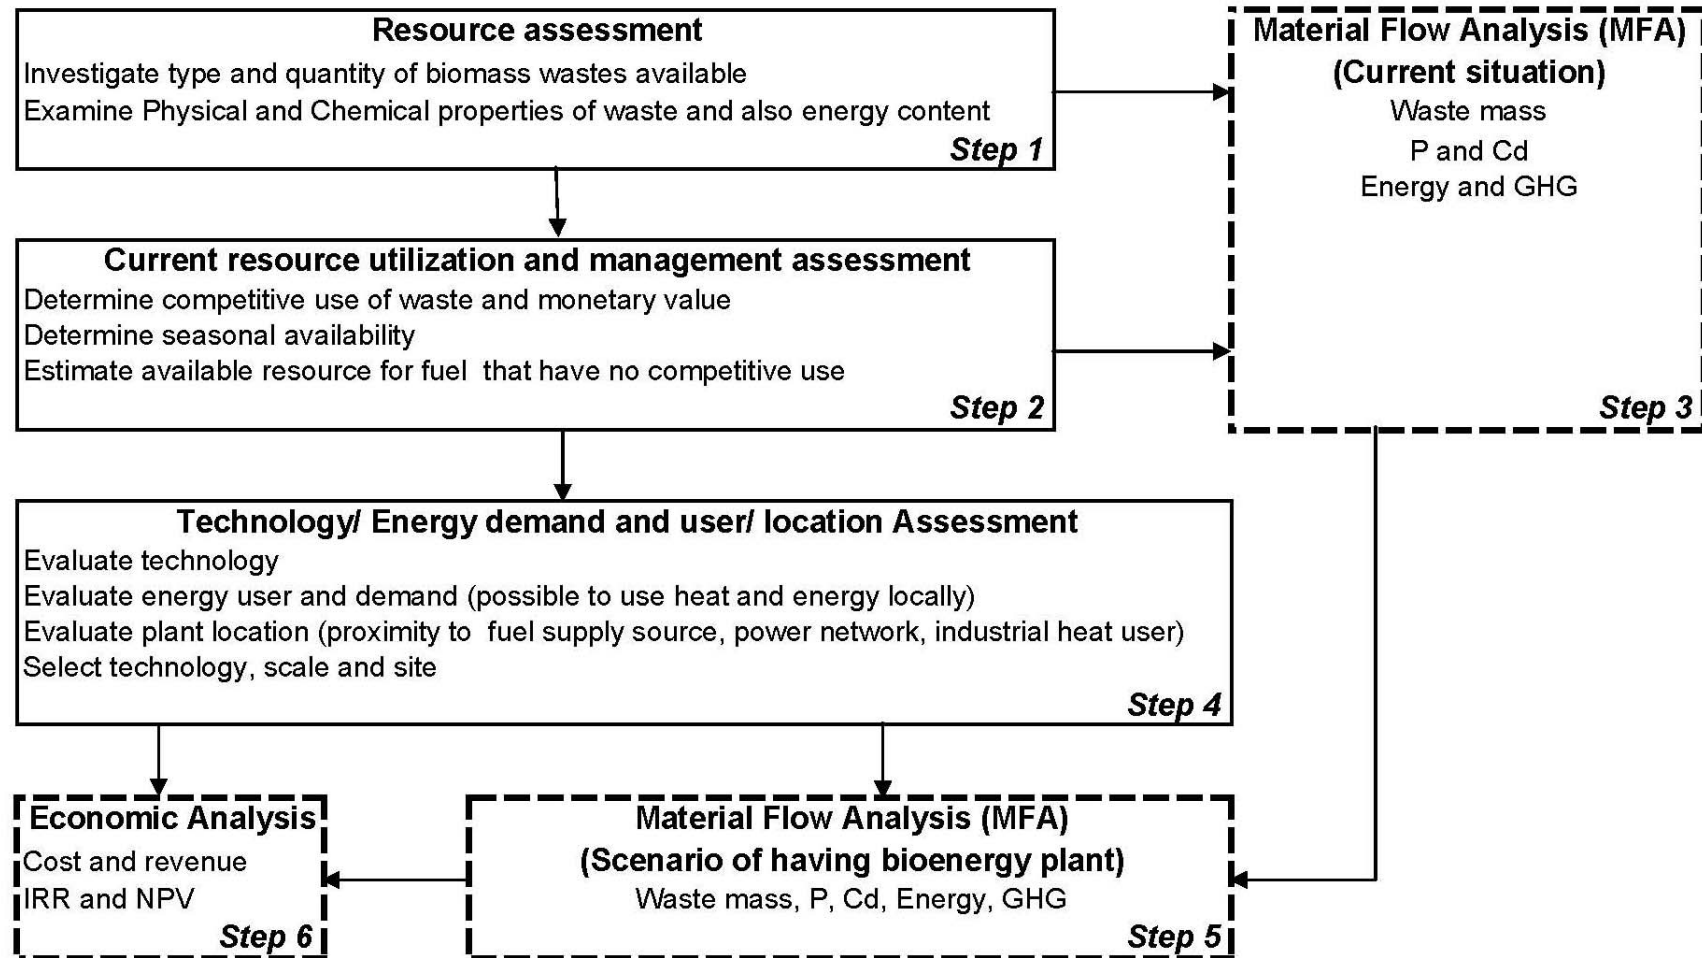 Resource assessment
Investigate type and quantity of biomass wastes available
Examine Physical and Chemical properties of waste and also energy content
Step 1
Material Flow Analysis (MFA)
(Current situation)
Waste mass
P and Cd
Energy and GHG
Step 3
Current resource utilization and management assessment
Determine competitive use of waste and monetary value
Determine seasonal availability
Estimate available resource for fuel  that have no competitive use
Step 2
Technology/ Energy demand and user/ location Assessment
Evaluate technology
Evaluate energy user and demand (possible to use heat and energy locally)
Evaluate plant location (proximity to  fuel supply source, power network, industrial heat user)
Select technology, scale and site
Step 4
Economic Analysis
Cost and revenue
IRR and NPV
Step 6
Material Flow Analysis (MFA)
(Scenario of having bioenergy plant)
Waste mass, P, Cd, Energy, GHG
Step 5